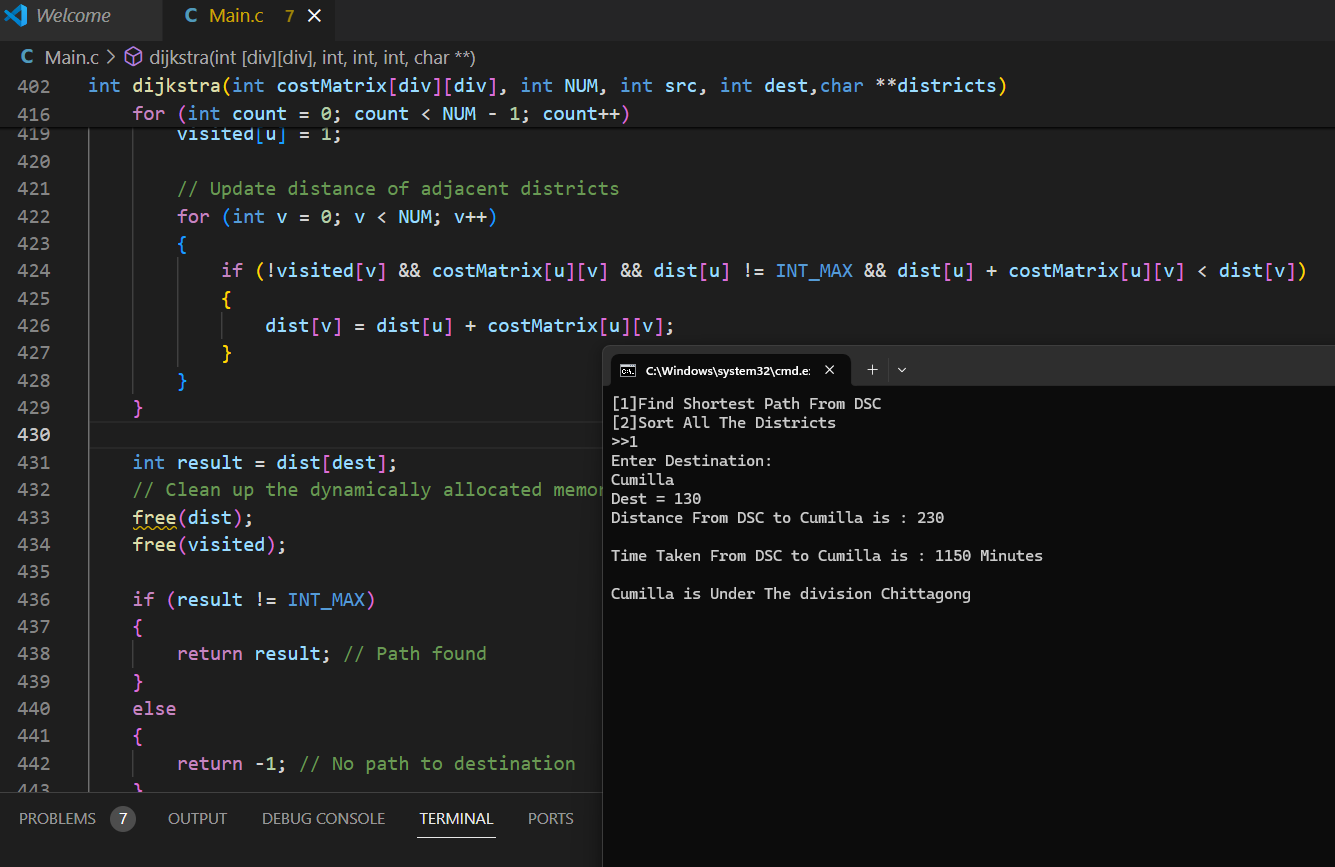 Welcome
C Main.c 7 ×
C Main.c > dijkstra(int [div][div], int, int, int, char **)
402 int dijkstra(int costMatrix[div][div], int NUM, int src, int dest,char **districts)
416 for (int count = 0; count < NUM - 1; count++)
419 visited[u] = 1;
420
421 // Update distance of adjacent districts
422 for (int v = 0; v < NUM; v++)
423 {
424 if (!visited[v] && costMatrix[u][v] && dist[u] != INT_MAX && dist[u] + costMatrix[u][v] < dist[v])
425 {
426 dist[v] = dist[u] + costMatrix[u][v];
427 }
428 }
429 }
430
431 int result = dist[dest];
432 // Clean up the dynamically allocated memor
433 free(dist);
434 free(visited);
435
436 if (result != INT_MAX)
437 {
438 return result; // Path found
439 }
440 else
441 {
442 return -1; // No path to destination
443 }
PROBLEMS 7 OUTPUT DEBUG CONSOLE TERMINAL PORTS
C:\Windows\system32\cmd.e × +
[1]Find Shortest Path From DSC
[2]Sort All The Districts
>>1
Enter Destination:
Cumilla
Dest = 130
Distance From DSC to Cumilla is : 230
Time Taken From DSC to Cumilla is : 1150 Minutes
Cumilla is Under The division Chittagong